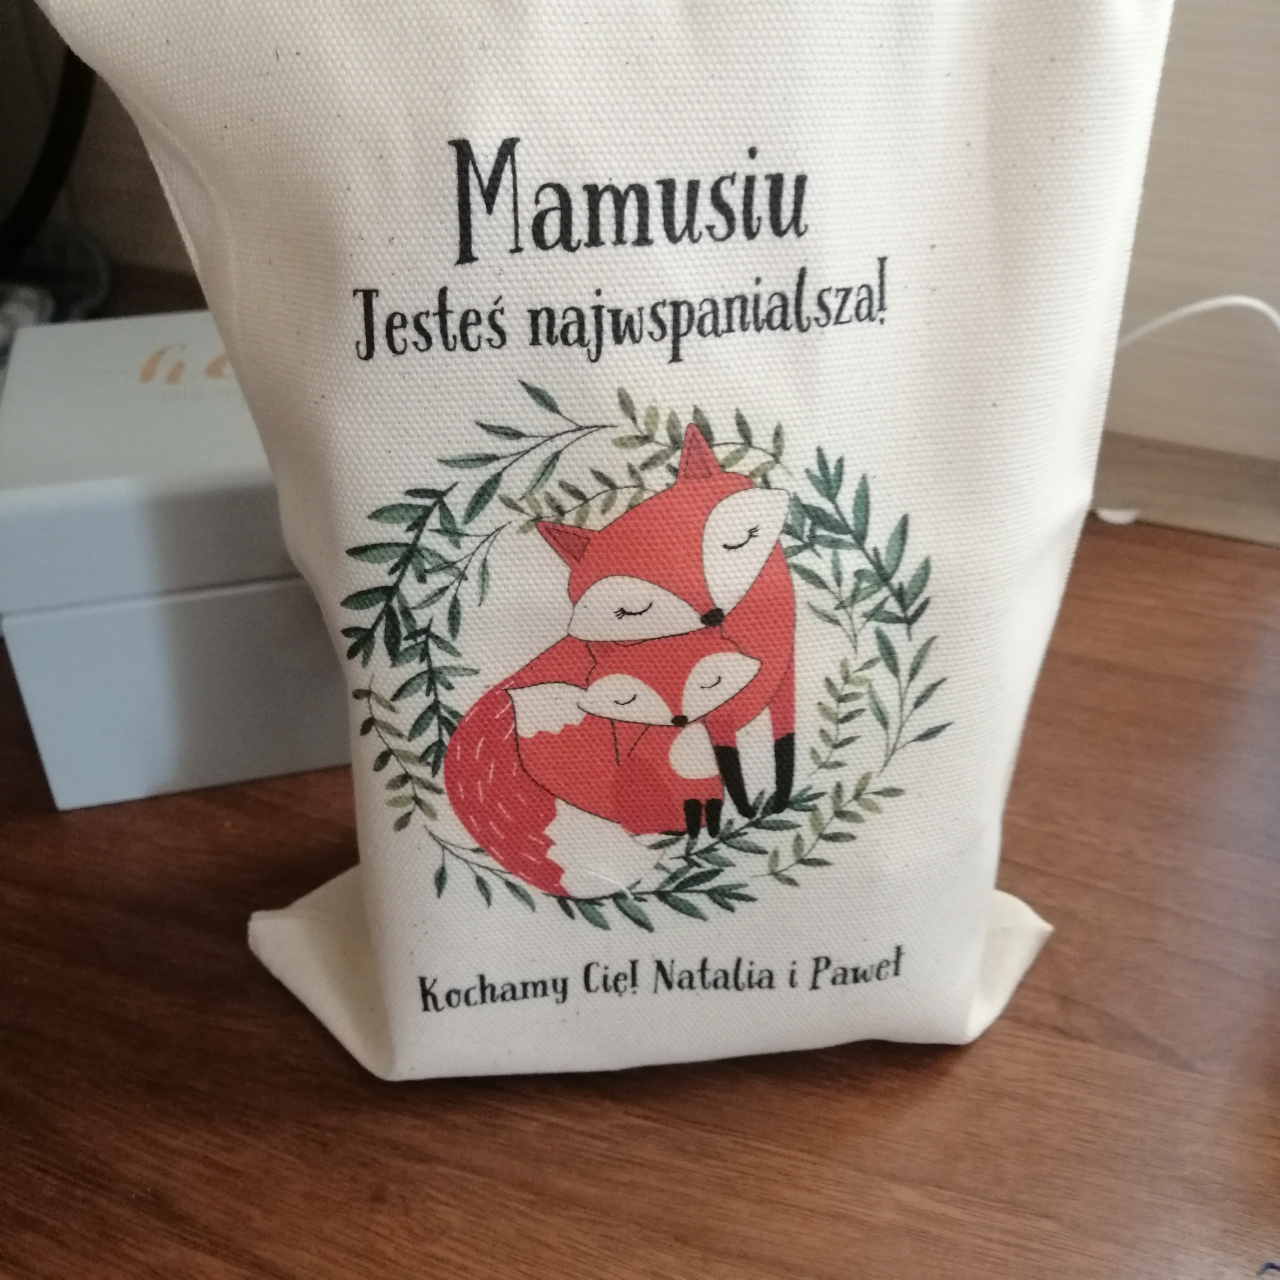 Mamusiu
Jesteś najwspanialsza!
Kochamy Cię! Natalia i Paweł